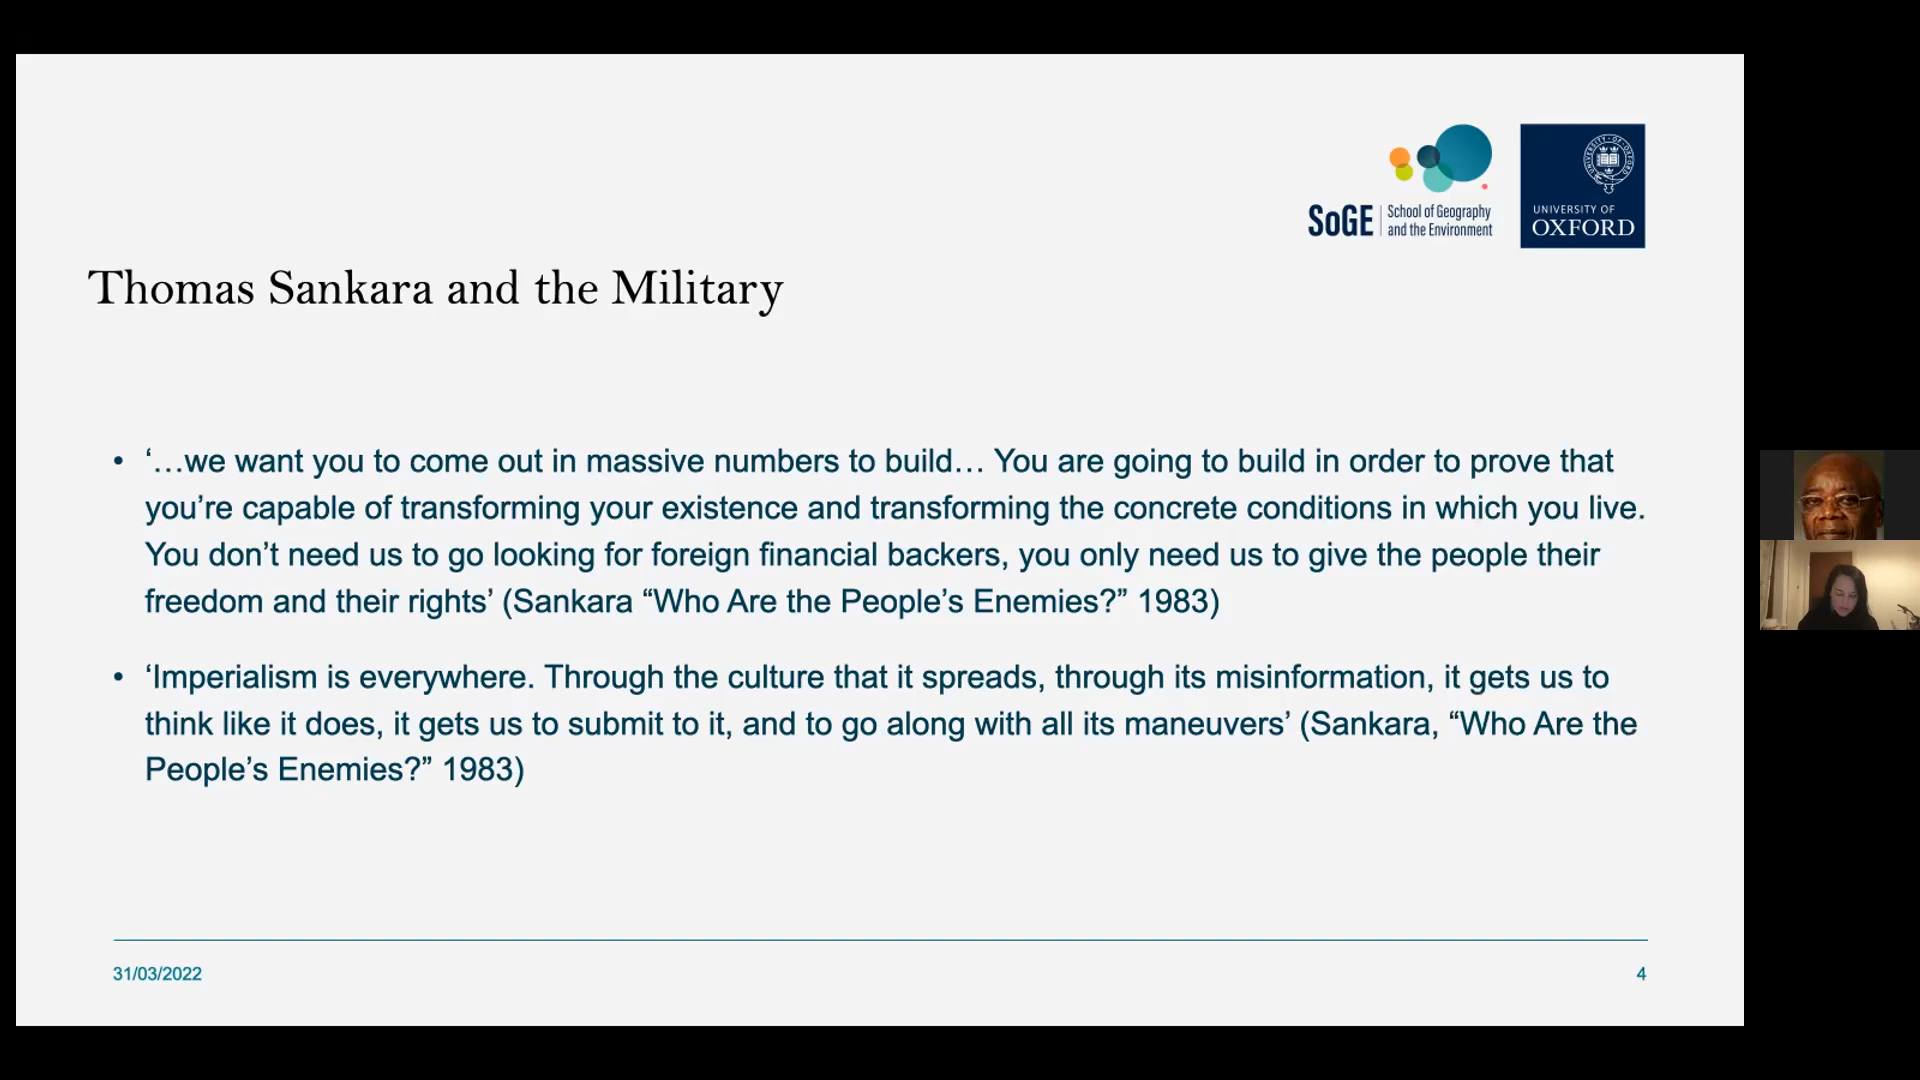 SoGE
School of Geography
and the Environment
UNIVERSITY OF
OXFORD
Thomas Sankara and the Military
• ‘…we want you to come out in massive numbers to build… You are going to build in order to prove that
you’re capable of transforming your existence and transforming the concrete conditions in which you live.
You don’t need us to go looking for foreign financial backers, you only need us to give the people their
freedom and their rights’ (Sankara “Who Are the People’s Enemies?” 1983)
• ‘Imperialism is everywhere. Through the culture that it spreads, through its misinformation, it gets us to
think like it does, it gets us to submit to it, and to go along with all its maneuvers’ (Sankara, “Who Are the
People’s Enemies?” 1983)
31/03/2022
4